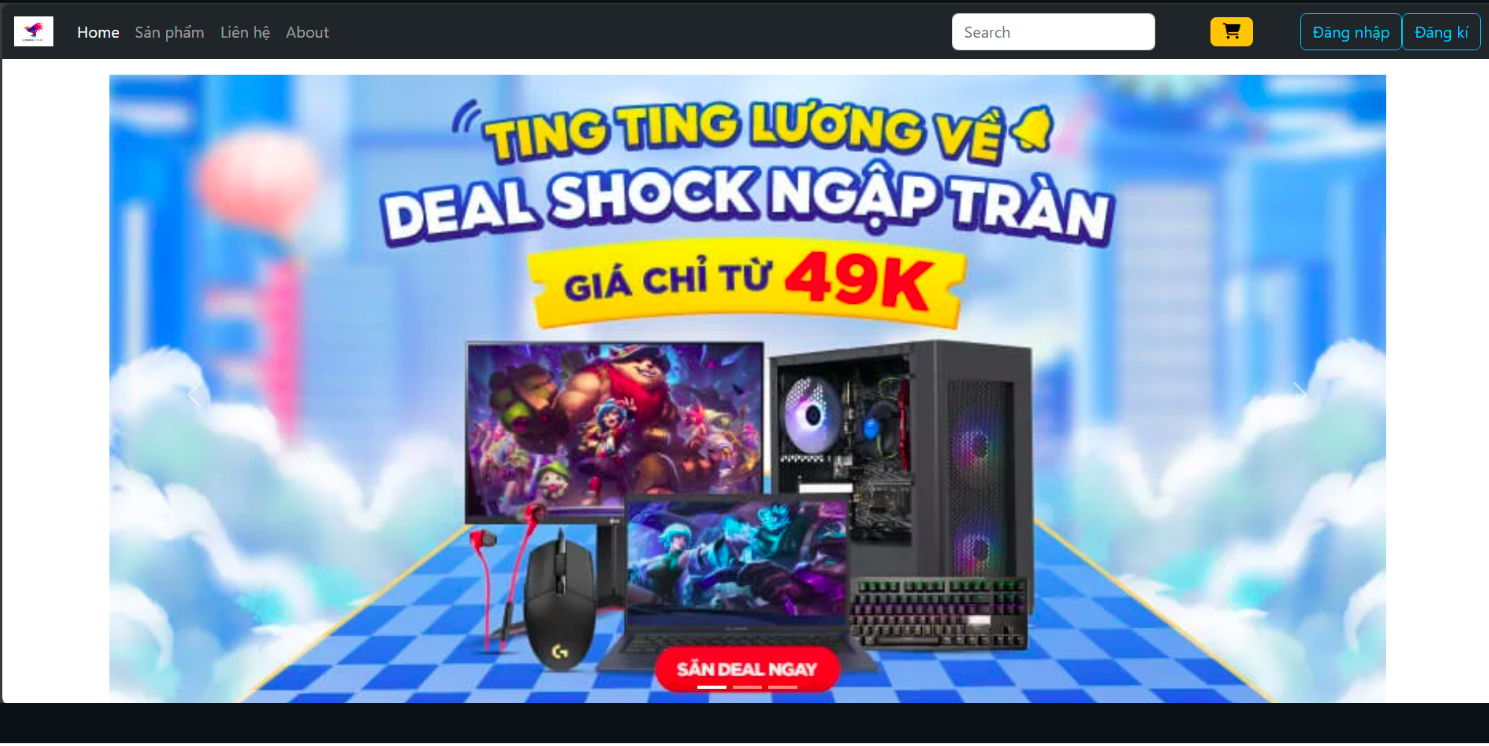 Home Sản phẩm Liên hệ About Search Đăng nhập Đăng kí
TING TING LƯƠNG VỀ
DEAL SHOCK NGẬP TRÀN
GIÁ CHỈ TỪ 49K
SĂN DEAL NGAY